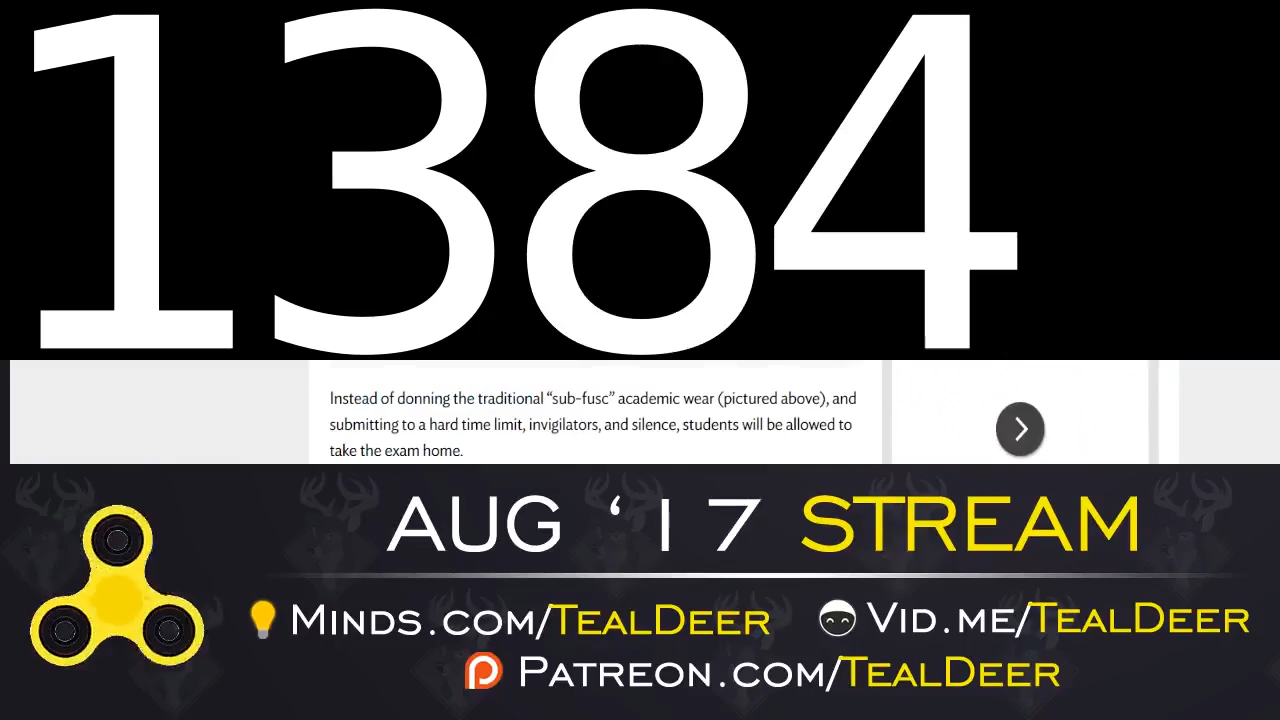 1384
Instead of donning the traditional “sub-fusc” academic wear (pictured above), and
submitting to a hard time limit, invigilators, and silence, students will be allowed to
take the exam home.
AUG ‘17 STREAM
MINDS.COM/TEALDEER
VID.ME/TEALDEER
PATREON.COM/TEALDEER